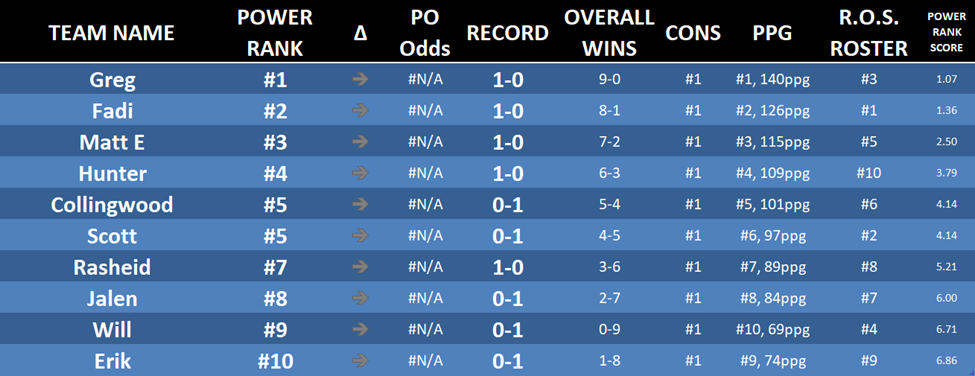 TEAM NAME POWER RANK Δ PO Odds RECORD OVERALL WINS CONS PPG R.O.S. ROSTER POWER RANK SCORE
Greg #1 #N/A 1-0 9-0 #1 #1, 140ppg #3 1.07
Fadi #2 #N/A 1-0 8-1 #1 #2, 126ppg #1 1.36
Matt E #3 #N/A 1-0 7-2 #1 #3, 115ppg #5 2.50
Hunter #4 #N/A 1-0 6-3 #1 #4, 109ppg #10 3.79
Collingwood #5 #N/A 0-1 5-4 #1 #5, 101ppg #6 4.14
Scott #5 #N/A 0-1 4-5 #1 #6, 97ppg #2 4.14
Rasheid #7 #N/A 1-0 3-6 #1 #7, 89ppg #8 5.21
Jalen #8 #N/A 0-1 2-7 #1 #8, 84ppg #7 6.00
Will #9 #N/A 0-1 0-9 #1 #10, 69ppg #4 6.71
Erik #10 #N/A 0-1 1-8 #1 #9, 74ppg #9 6.86